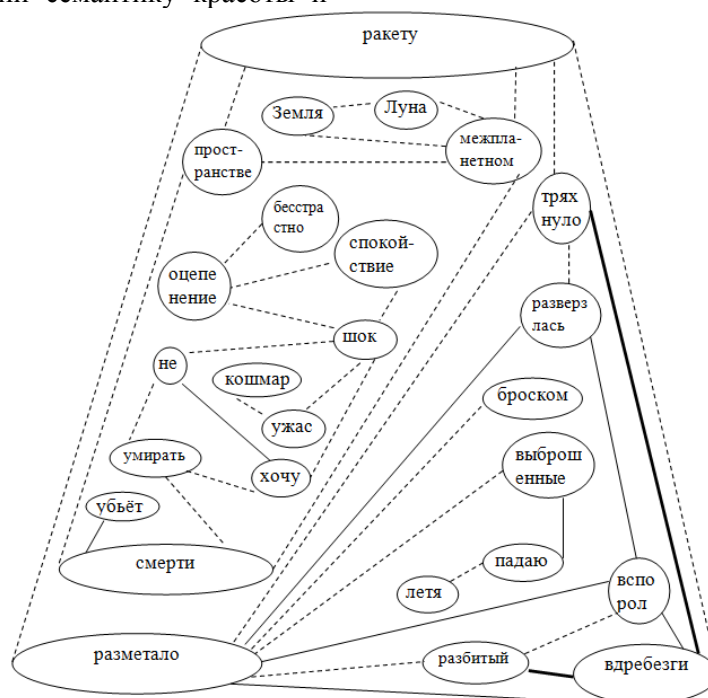 семантику красоты и
ракету
Земля
Луна
межпла-
нетном
прост-
ранстве
трях
нуло
бесстра
стно
спокой-
ствие
оцепе
нение
разверз
лась
шок
не
кошмар
броском
ужас
умирать
хочу
выброш
енные
убьёт
смерти
падаю
летя
вспо
рол
разметало
разбитый
вдребезги